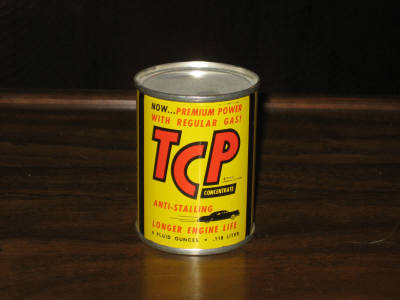 NOW...PREMIUM POWER
WITH REGULAR GAS!
TCP
CONCENTRATE
ANTI-STALLING
LONGER ENGINE LIFE
4 FLUID OUNCES • .118 LITER